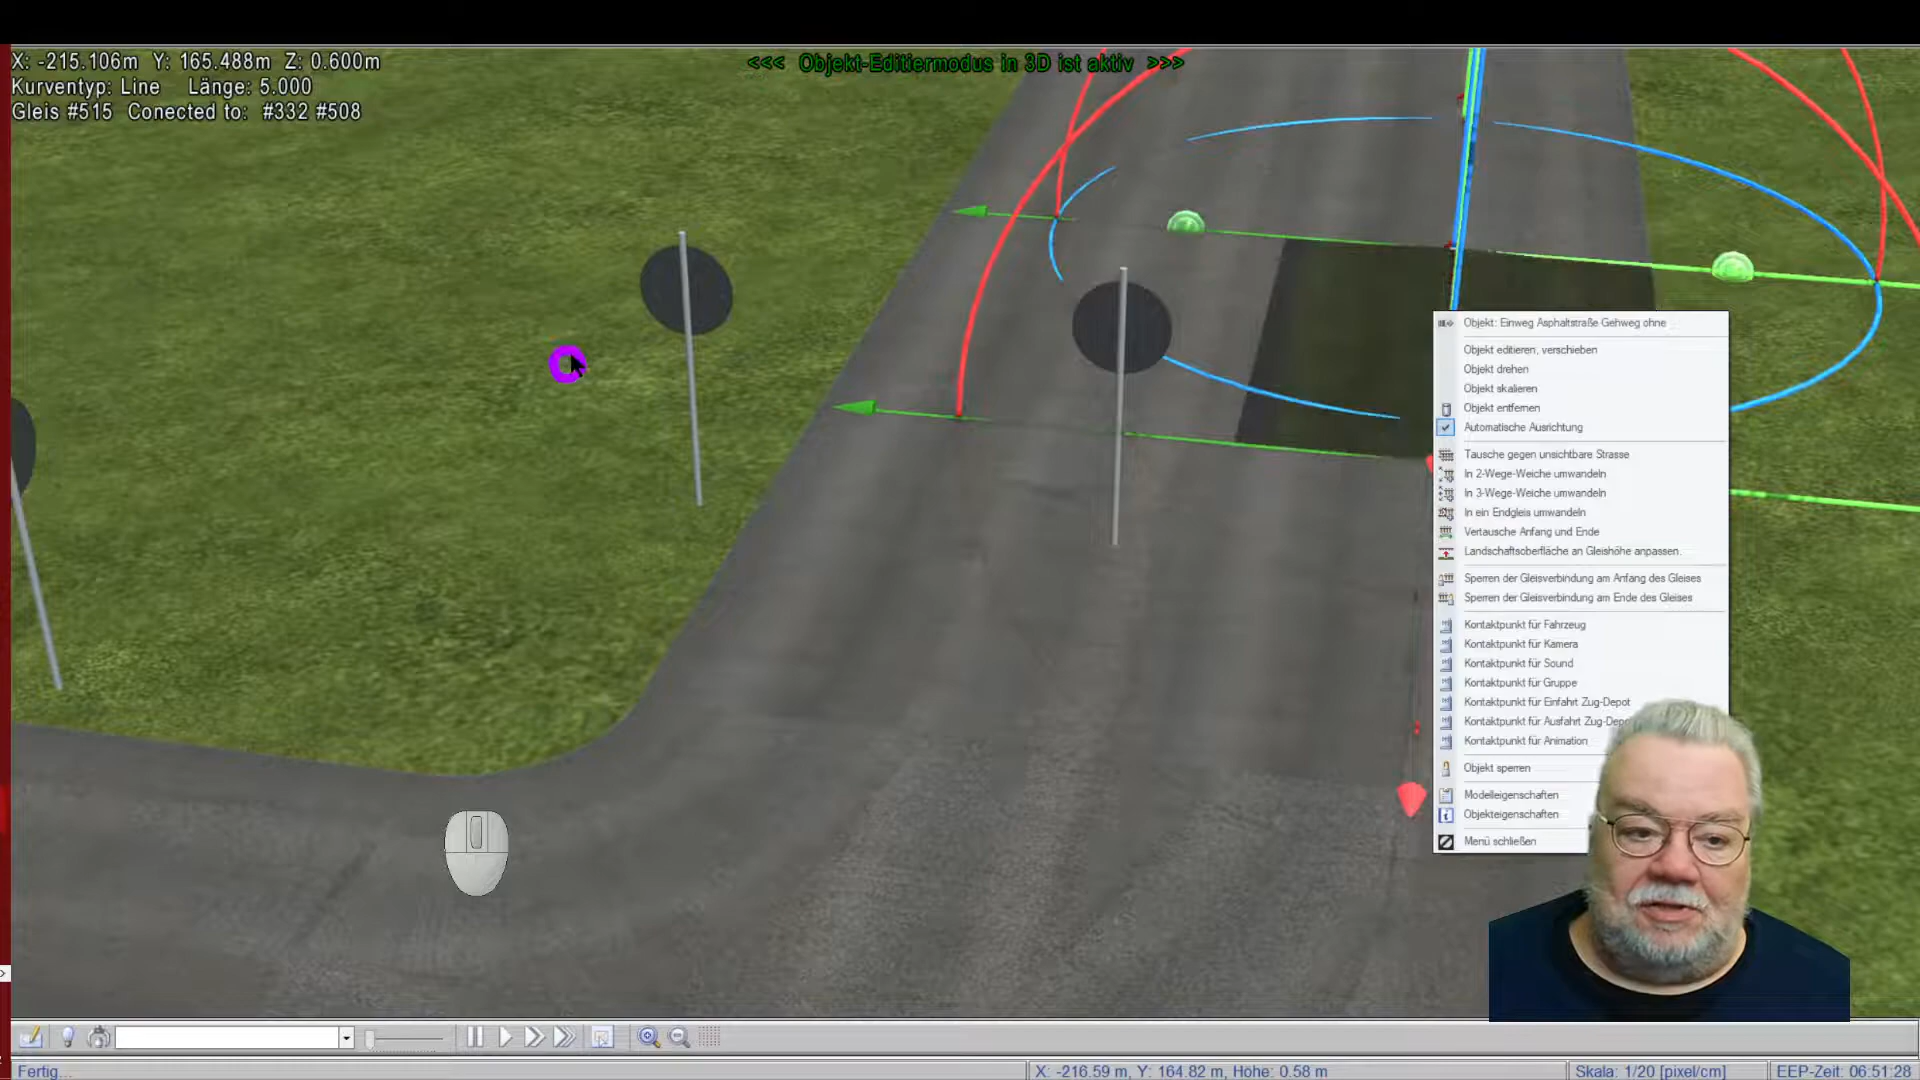 X: -215.106m  Y: 165.488m  Z: 0.600m
Kurventyp: Line  Länge: 5.000
Gleis #515  Conected to:  #332 #508
<<<  Objekt-Editiermodus in 3D ist aktiv  >>>
Objekt: Einweg Asphaltstraße Gehweg ohne
Objekt editieren, verschieben
Objekt drehen
Objekt skalieren
Objekt entfernen
Automatische Ausrichtung
Tausche gegen unsichtbare Strasse
In 2-Wege-Weiche umwandeln
In 3-Wege-Weiche umwandeln
In ein Endgleis umwandeln
Vertausche Anfang und Ende
Landschaftsoberfläche an Gleishöhe anpassen.
Sperren der Gleisverbindung am Anfang des Gleises
Sperren der Gleisverbindung am Ende des Gleises
Kontaktpunkt für Fahrzeug
Kontaktpunkt für Kamera
Kontaktpunkt für Sound
Kontaktpunkt für Gruppe
Kontaktpunkt für Einfahrt Zug-Depot
Kontaktpunkt für Ausfahrt Zug-Depo
Kontaktpunkt für Animation
Objekt sperren
Modelleigenschaften
Objekteigenschaften
Menü schließen
Fertig...
X: -216.59 m, Y: 164.82 m, Höhe: 0.58 m
Skala: 1/20 [pixel/cm]
EEP-Zeit: 06:51:28